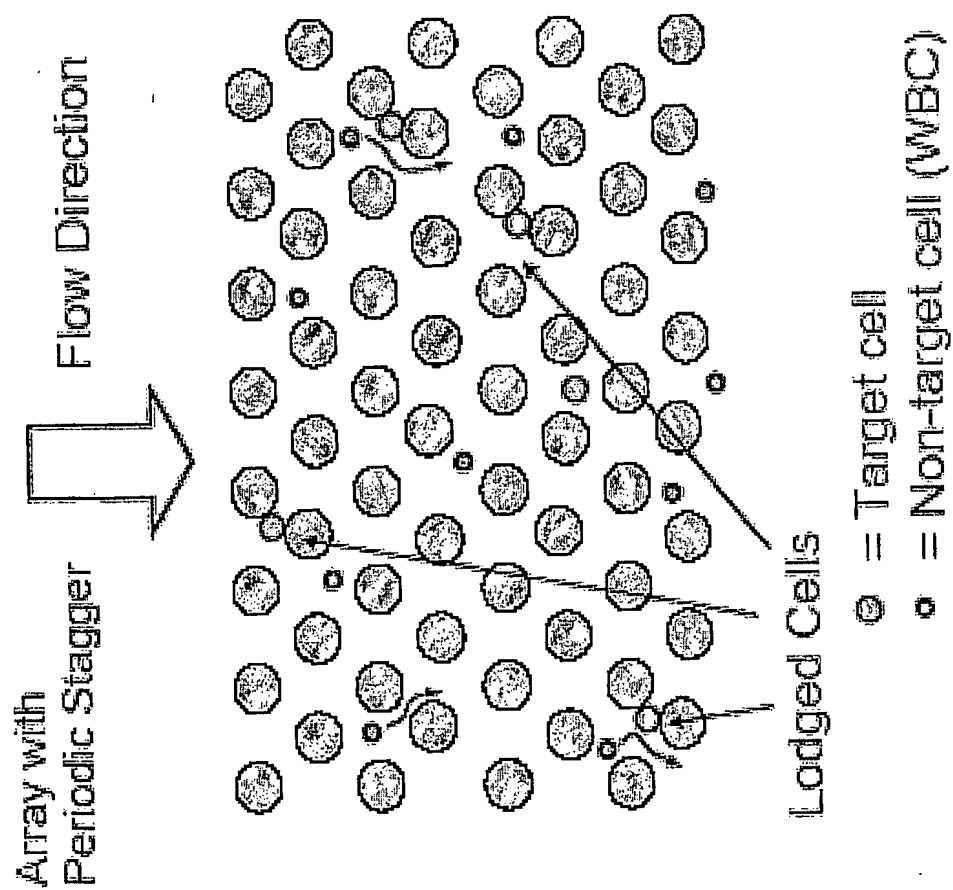 Array with
Periodic Stagger
Flow Direction
Lodged Cells
= Target cell
= Non-target cell (WBC)